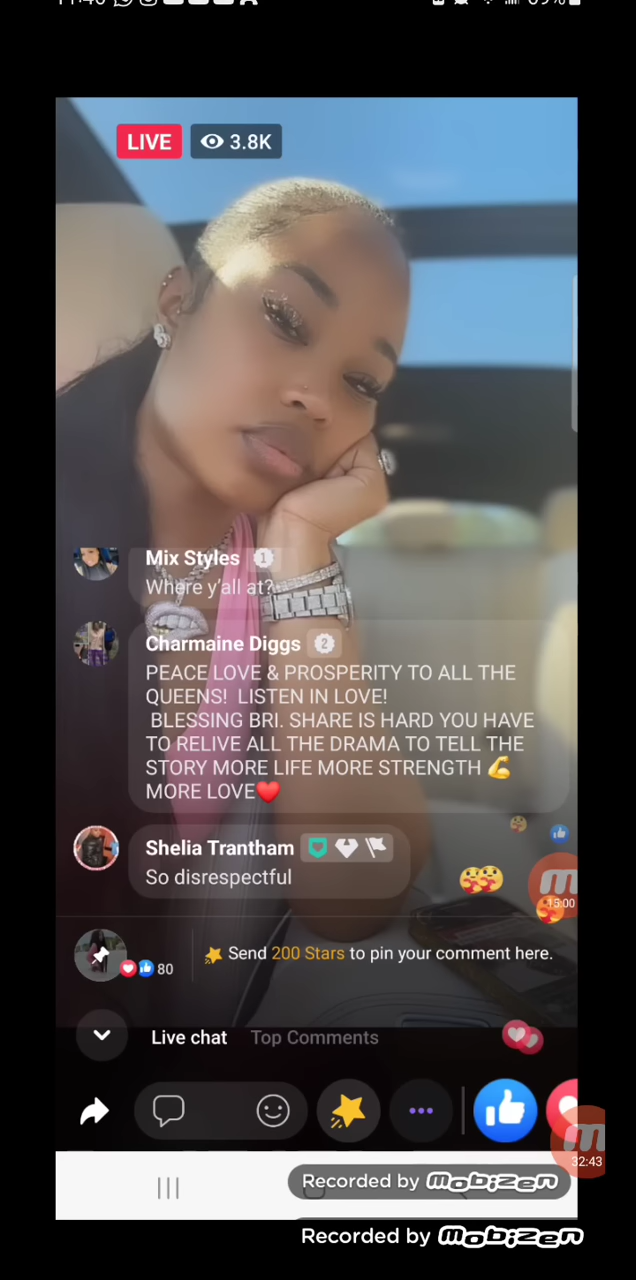 LIVE 3.8K
Mix Styles 1
Where y'all at?
Charmaine Diggs 2
PEACE LOVE & PROSPERITY TO ALL THE
QUEENS! LISTEN IN LOVE!
BLESSING BRI. SHARE IS HARD YOU HAVE
TO RELIVE ALL THE DRAMA TO TELL THE
STORY MORE LIFE MORE STRENGTH 💪
MORE LOVE❤️
Shelia Trantham
So disrespectful
15:00
80
Send 200 Stars to pin your comment here.
Live chat Top Comments
32:43
Recorded by mobizen
Recorded by mobizen